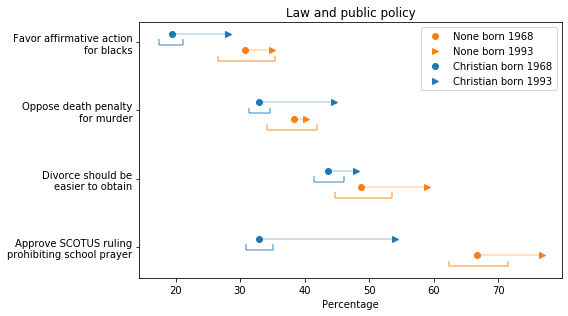 Law and public policy
Favor affirmative action
for blacks
Oppose death penalty
for murder
Divorce should be
easier to obtain
Approve SCOTUS ruling
prohibiting school prayer
None born 1968
None born 1993
Christian born 1968
Christian born 1993
20 30 40 50 60 70
Percentage